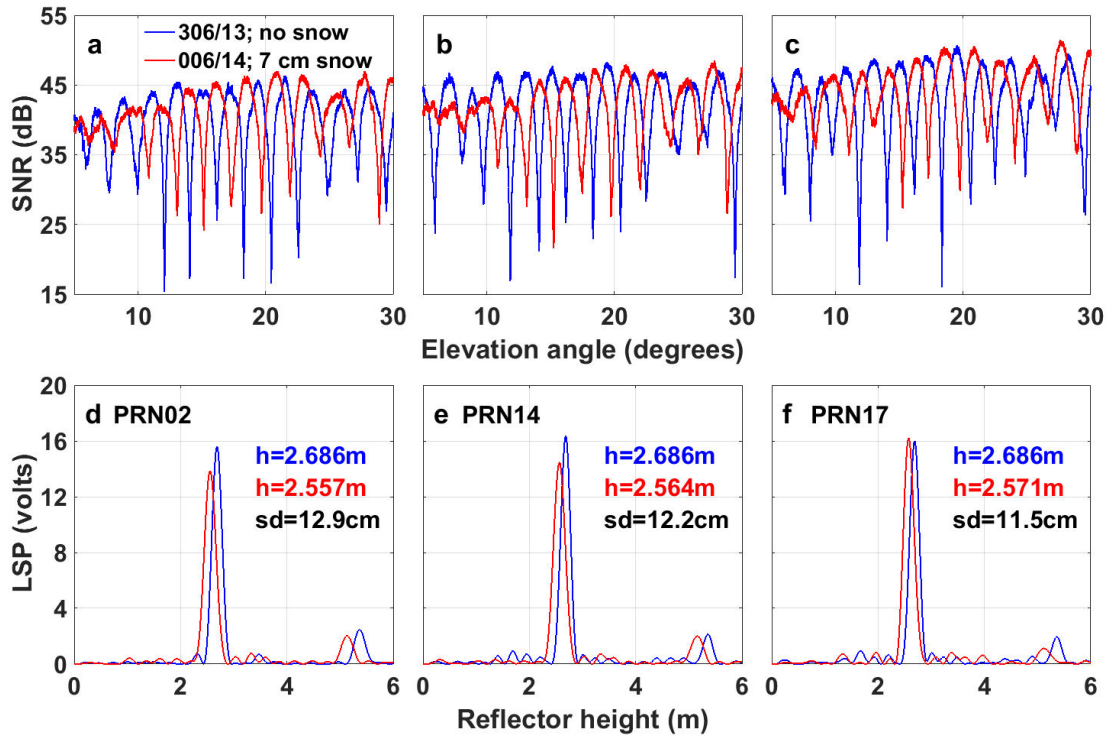 a
306/13; no snow
006/14; 7 cm snow
b
c
55
45
35
25
15
SNR (dB)
10 20 30
10 20 30
10 20 30
Elevation angle (degrees)
d PRN02
h=2.686m
h=2.557m
sd=12.9cm
e PRN14
h=2.686m
h=2.564m
sd=12.2cm
f PRN17
h=2.686m
h=2.571m
sd=11.5cm
20
16
12
8
4
0
LSP (volts)
0 2 4 6
0 2 4 6
0 2 4 6
Reflector height (m)